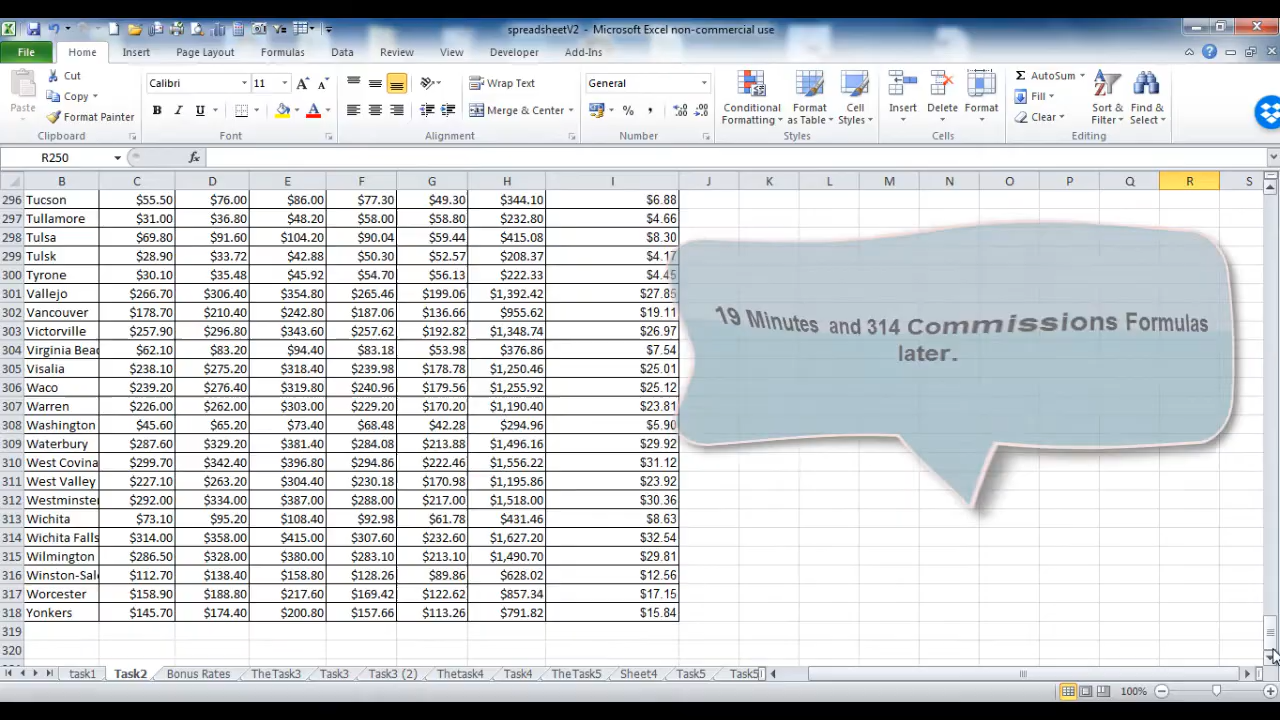 spreadsheetV2 - Microsoft Excel non-commercial use
File Home Insert Page Layout Formulas Data Review View Developer Add-Ins
Cut Calibri 11 Wrap Text General AutoSum
Copy Fill
Paste Format Painter Merge & Center Conditional Formatting Format as Table Cell Styles Insert Delete Format Clear Sort & Filter Find & Select
Clipboard Font Alignment Number Styles Cells Editing
R250 fx
B C D E F G H I J K L M N O P Q R S
296 Tucson $55.50 $76.00 $86.00 $77.30 $49.30 $344.10 $6.88
297 Tullamore $31.00 $36.80 $48.20 $58.00 $58.80 $232.80 $4.66
298 Tulsa $69.80 $91.60 $104.20 $90.04 $59.44 $415.08 $8.30
299 Tulsk $28.90 $33.72 $42.88 $50.30 $52.57 $208.37 $4.17
300 Tyrone $30.10 $35.48 $45.92 $54.70 $56.13 $222.33 $4.45
301 Vallejo $266.70 $306.40 $354.80 $265.46 $199.06 $1,392.42 $27.85
302 Vancouver $178.70 $210.40 $242.80 $187.06 $136.66 $955.62 $19.11
303 Victorville $257.90 $296.80 $343.60 $257.62 $192.82 $1,348.74 $26.97
304 Virginia Beac $62.10 $83.20 $94.40 $83.18 $53.98 $376.86 $7.54
305 Visalia $238.10 $275.20 $318.40 $239.98 $178.78 $1,250.46 $25.01
306 Waco $239.20 $276.40 $319.80 $240.96 $179.56 $1,255.92 $25.12
307 Warren $226.00 $262.00 $303.00 $229.20 $170.20 $1,190.40 $23.81
308 Washington $45.60 $65.20 $73.40 $68.48 $42.28 $294.96 $5.90
309 Waterbury $287.60 $329.20 $381.40 $284.08 $213.88 $1,496.16 $29.92
310 West Covina $299.70 $342.40 $396.80 $294.86 $222.46 $1,556.22 $31.12
311 West Valley $227.10 $263.20 $304.40 $230.18 $170.98 $1,195.86 $23.92
312 Westminster $292.00 $334.00 $387.00 $288.00 $217.00 $1,518.00 $30.36
313 Wichita $73.10 $95.20 $108.40 $92.98 $61.78 $431.46 $8.63
314 Wichita Falls $314.00 $358.00 $415.00 $307.60 $232.60 $1,627.20 $32.54
315 Wilmington $286.50 $328.00 $380.00 $283.10 $213.10 $1,490.70 $29.81
316 Winston-Sal $112.70 $138.40 $158.80 $128.26 $89.86 $628.02 $12.56
317 Worcester $158.90 $188.80 $217.60 $169.42 $122.62 $857.34 $17.15
318 Yonkers $145.70 $174.40 $200.80 $157.66 $113.26 $791.82 $15.84
319
320
19 Minutes and 314 Commissions Formulas
later.
task1 Task2 Bonus Rates TheTask3 Task3 Task3 (2) Thetask4 Task4 TheTask5 Sheet4 Task5 Task5
100%